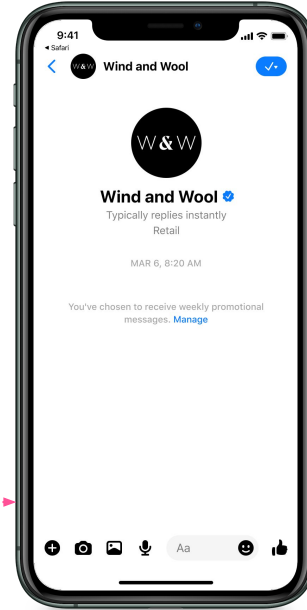 9:41
Safari
W&W Wind and Wool
W&W
Wind and Wool
Typically replies instantly
Retail
MAR 6, 8:20 AM
You've chosen to receive weekly promotional
messages. Manage
Aa